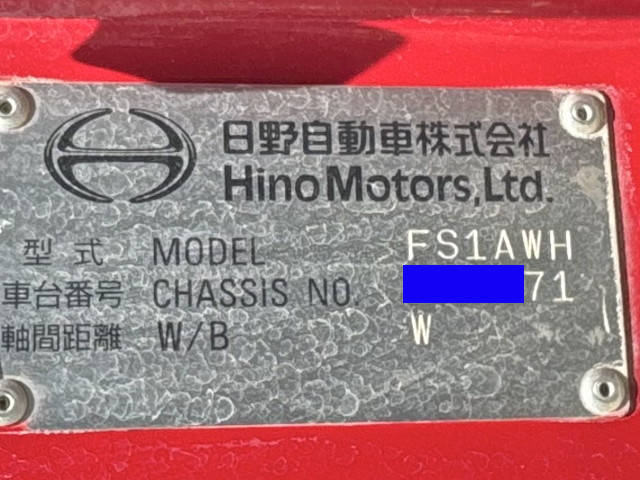 日野自動車株式会社
Hino Motors, Ltd.
型式 MODEL FS1AWH
車台番号 CHASSIS NO. 71
軸間距離 W/B W